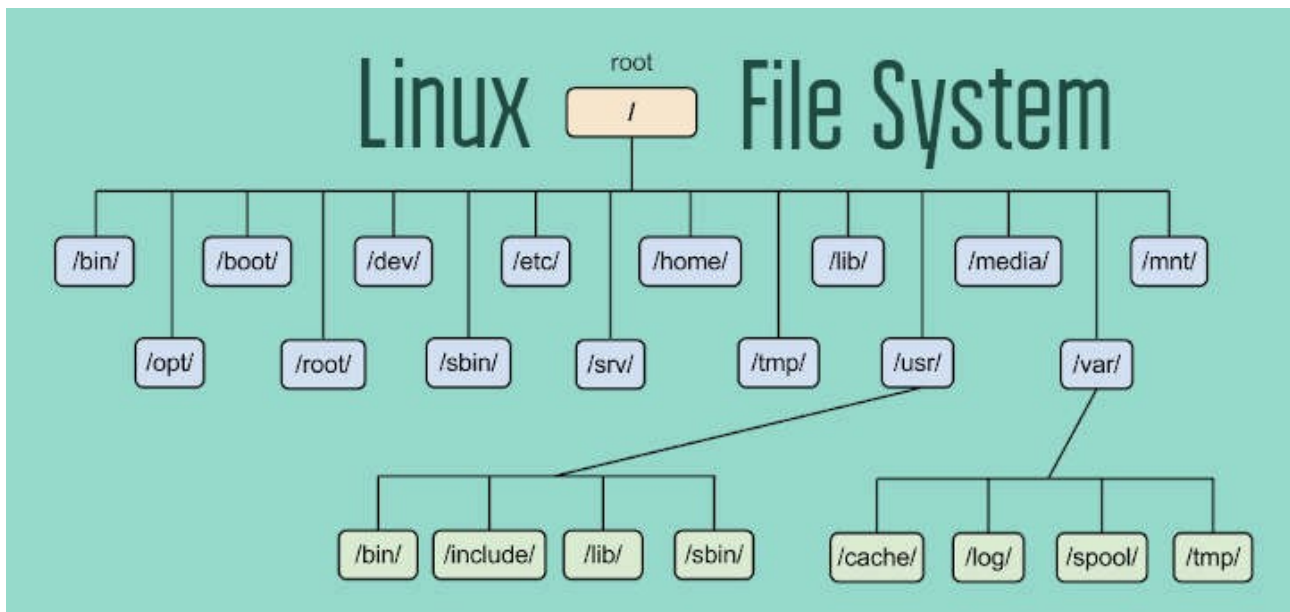 root
Linux / File System
/bin/ /boot/ /dev/ /etc/ /home/ /lib/ /media/ /mnt/
/opt/ /root/ /sbin/ /srv/ /tmp/ /usr/ /var/
/bin/ /include/ /lib/ /sbin/ /cache/ /log/ /spool/ /tmp/